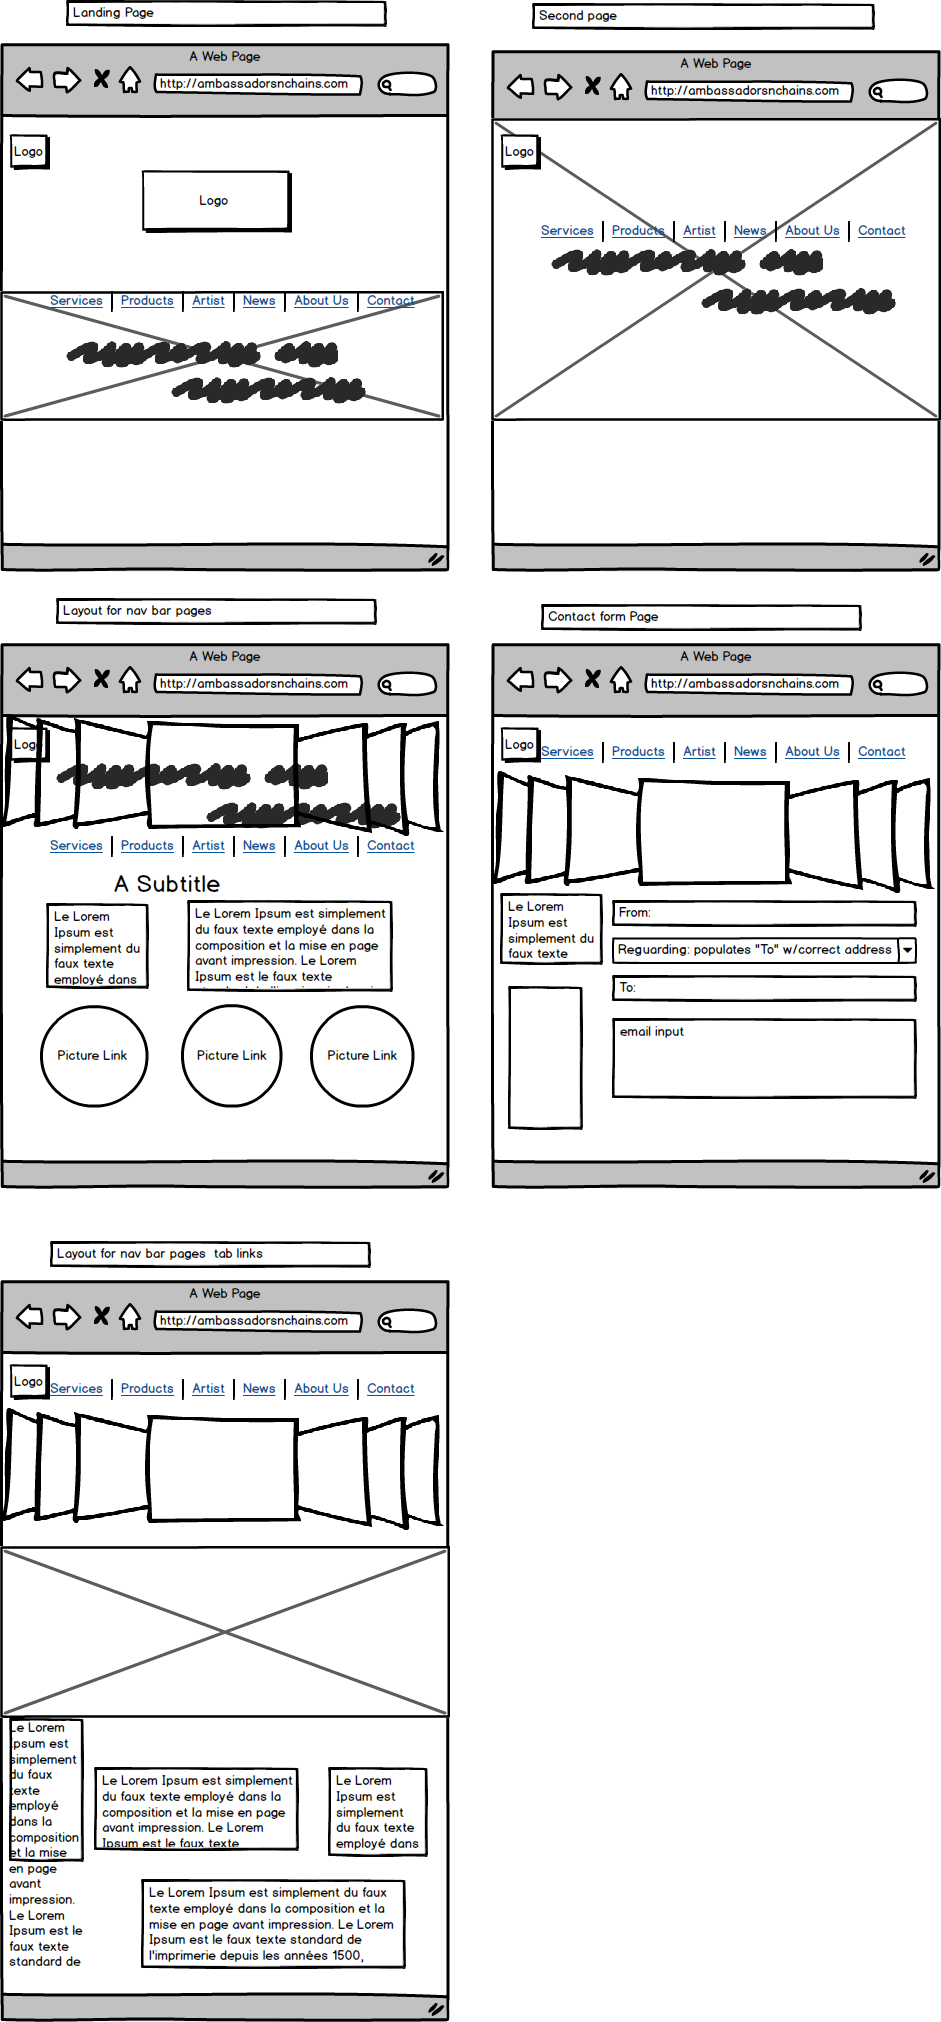 Landing Page
A Web Page
http://ambassadorsnchains.com
Logo
Logo
Services Products Artist News About Us Contact
Second page
A Web Page
http://ambassadorsnchains.com
Logo
Services Products Artist News About Us Contact
Layout for nav bar pages
A Web Page
http://ambassadorsnchains.com
Logo
Services Products Artist News About Us Contact
A Subtitle
Le Lorem
Ipsum est
simplement du
faux texte
employé dans
Le Lorem Ipsum est simplement
du faux texte employé dans la
composition et la mise en page
avant impression. Le Lorem
Ipsum est le faux texte
Picture Link Picture Link Picture Link
Contact form Page
A Web Page
http://ambassadorsnchains.com
Logo
Services Products Artist News About Us Contact
Le Lorem
Ipsum est
simplement du
faux texte
From:
Reguarding: populates "To" w/correct address
To:
email input
Layout for nav bar pages tab links
A Web Page
http://ambassadorsnchains.com
Logo
Services Products Artist News About Us Contact
Le Lorem
Ipsum est
simplement
du faux
texte
employé
dans la
composition
et la mise
en page
avant
impression.
Le Lorem
Ipsum est le
faux texte
standard de
Le Lorem Ipsum est simplement
du faux texte employé dans la
composition et la mise en page
avant impression. Le Lorem
Ipsum est le faux texte
Le Lorem
Ipsum est
simplement
du faux texte
employé dans
Le Lorem Ipsum est simplement du faux
texte employé dans la composition et la
mise en page avant impression. Le Lorem
Ipsum est le faux texte standard de
l'imprimerie depuis les années 1500,